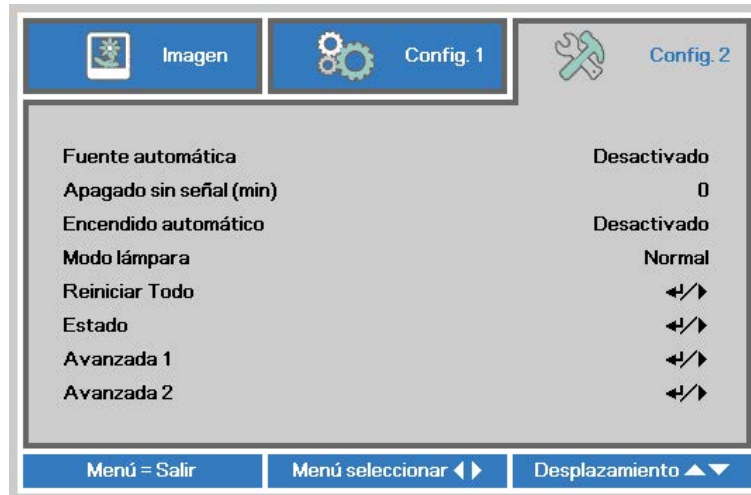 Imagen Config. 1 Config. 2
Fuente automática Desactivado
Apagado sin señal (min) 0
Encendido automático Desactivado
Modo lámpara Normal
Reiniciar Todo
Estado
Avanzada 1
Avanzada 2
Menú = Salir Menú seleccionar Desplazamiento